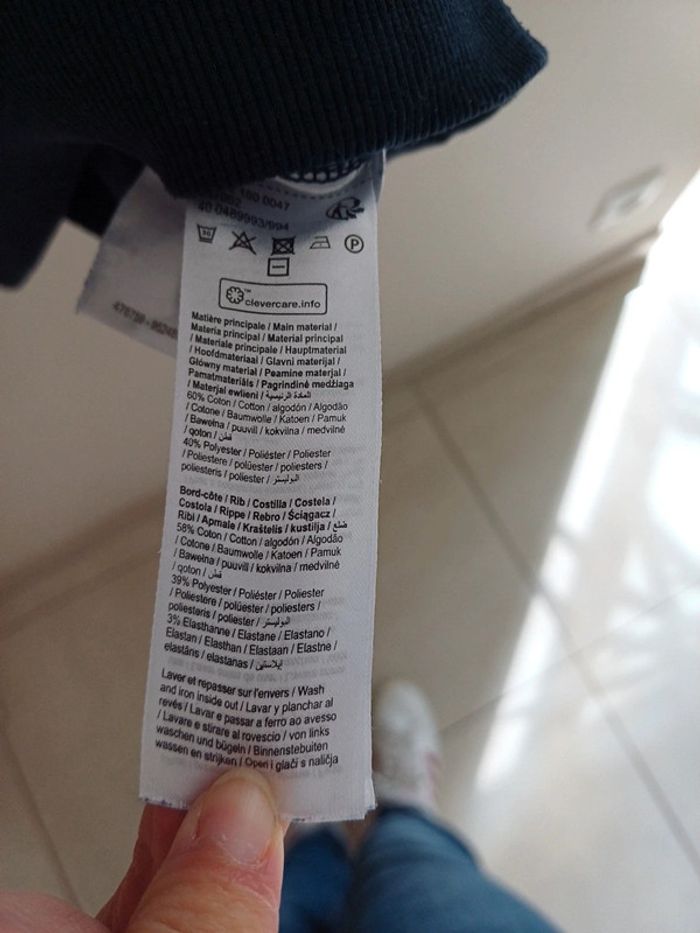 180 0047
40 0489993/994
30
P
clevercare.info
Matière principale / Main material /
Materia principal / Material principal
/ Materiale principale / Hauptmaterial
/ Hoofdmateriaal / Glavni materijal /
Główny materiał / Peamine materjal /
Pamatmateriāls / Pagrindinė medžiaga
/ Materjal ewlieni / المادة الرئيسية
60% Coton / Cotton / algodón / Algodão
/ Cotone / Baumwolle / Katoen / Pamuk
/ Bawełna / puuvill / kokvilna / medvilnė
/ qoton / قطن
40% Polyester / Poliéster / Poliester
/ Poliestere / polüester / poliesters /
poliesteris / poliester / البوليستر
Bord-côte / Rib / Costilla / Costela /
Costola / Rippe / Rebro / Ściągacz /
Ribi / Apmale / Kraštelis / kustilja / ضلع
58% Coton / Cotton / algodón / Algodão
/ Cotone / Baumwolle / Katoen / Pamuk
/ Bawełna / puuvill / kokvilna / medvilnė
/ qoton / قطن
39% Polyester / Poliéster / Poliester
/ Poliestere / polüester / poliesters /
poliesteris / poliester / البوليستر
3% Elasthanne / Elastane / Elastano /
Elastan / Elasthan / Elastaan / Elastne /
elastāns / elastanas / إيلاستين
Laver et repasser sur l'envers / Wash
and iron inside out / Lavar y planchar al
revés / Lavar e passar a ferro ao avesso
/ Lavare e stirare al rovescio / von links
waschen und bügeln / Binnenstebuiten
wassen en strijken / Operi i glači s naličja